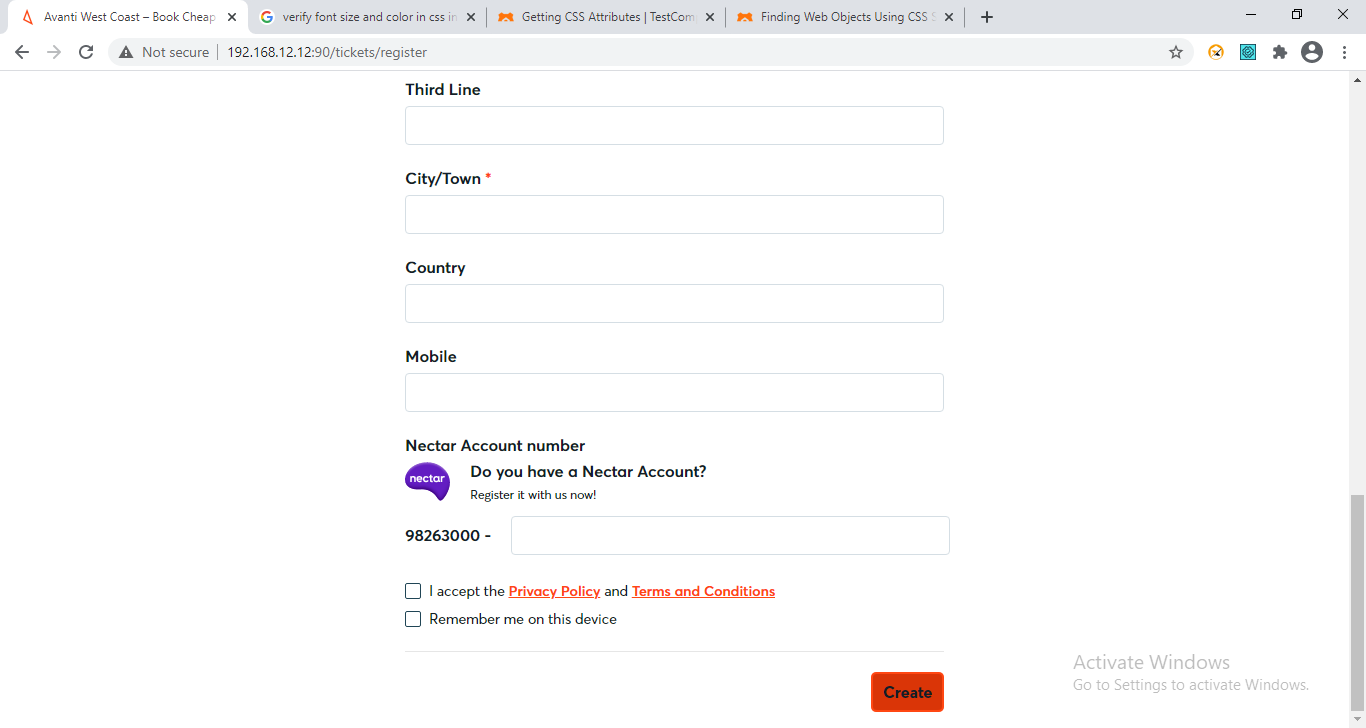 Avanti West Coast – Book Cheap
verify font size and color in css in
Getting CSS Attributes | TestCom
Finding Web Objects Using CSS S
Not secure
192.168.12.12:90/tickets/register
Third Line
City/Town *
Country
Mobile
Nectar Account number
nectar
Do you have a Nectar Account?
Register it with us now!
98263000 -
I accept the Privacy Policy and Terms and Conditions
Remember me on this device
Create
Activate Windows
Go to Settings to activate Windows.